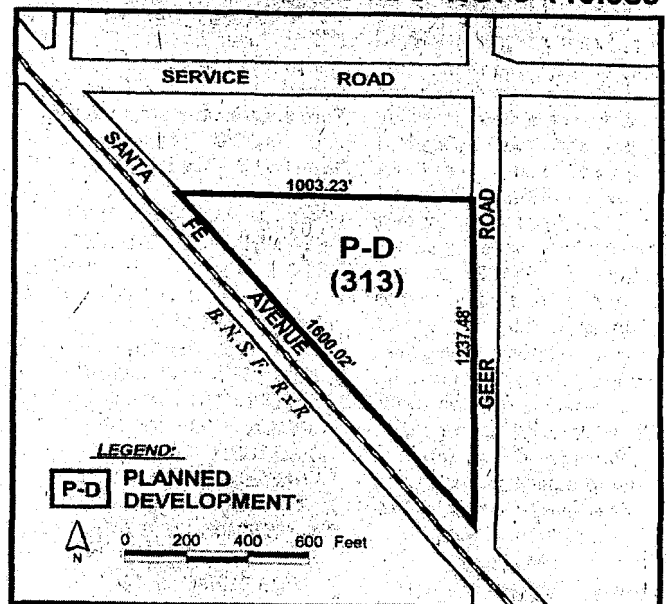 SERVICE ROAD
SANTA FE AVENUE
1003.23'
ROAD
P-D
(313)
1600.02'
1237.48'
B.N.S.F. RxR
GEER
LEGEND:
P-D PLANNED
DEVELOPMENT
N
0 200 400 600 Feet